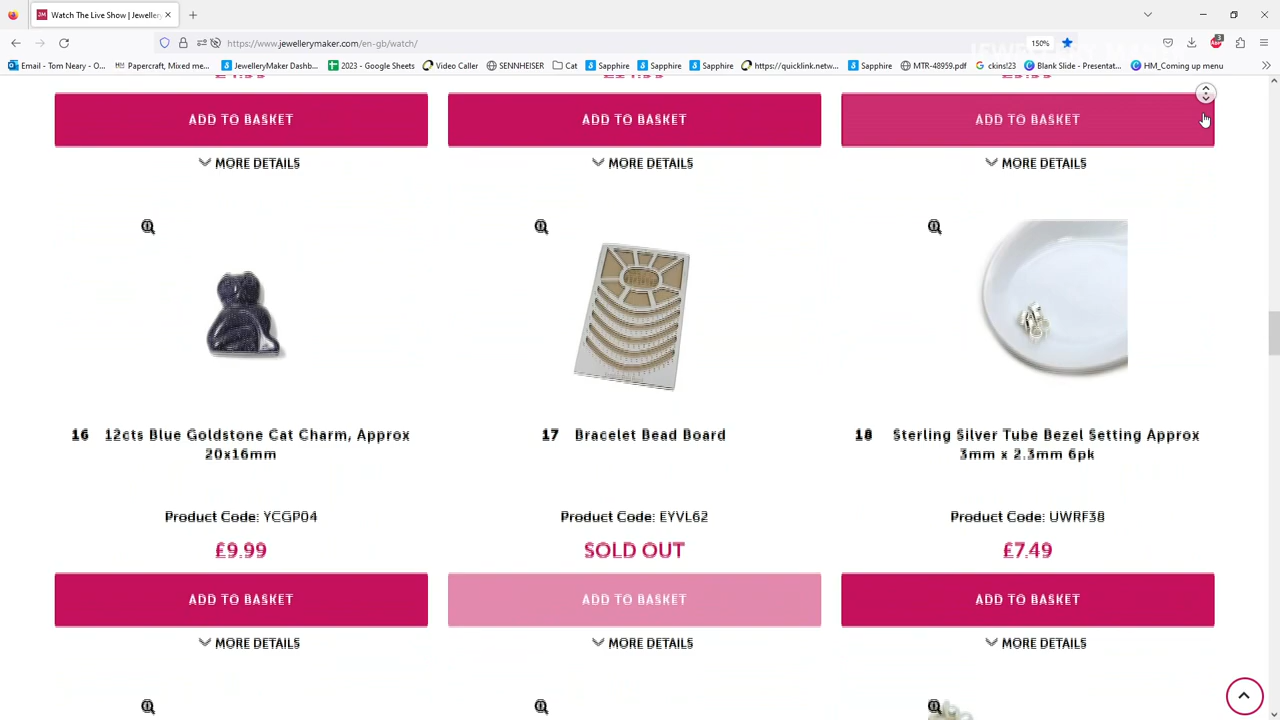 Watch The Live Show | Jeweller
https://www.jewellerymaker.com/en-gb/watch/
150%
3
Email - Tom Neary - O...
Papercraft, Mixed me...
JewelleryMaker Dashb...
2023 - Google Sheets
Video Caller
SENNHEISER
Cat
Sapphire
Sapphire
Sapphire
https://quicklink.netw...
Sapphire
MTR-48959.pdf
ckins!23
Blank Slide - Presentat...
HM_Coming up menu
ADD TO BASKET
ADD TO BASKET
ADD TO BASKET
MORE DETAILS
MORE DETAILS
MORE DETAILS
16 12cts Blue Goldstone Cat Charm, Approx
20x16mm
Product Code: YCGP04
£9.99
ADD TO BASKET
MORE DETAILS
17 Bracelet Bead Board
Product Code: EYVL62
SOLD OUT
ADD TO BASKET
MORE DETAILS
18 Sterling Silver Tube Bezel Setting Approx
3mm x 2.3mm 6pk
Product Code: UWRF38
£7.49
ADD TO BASKET
MORE DETAILS